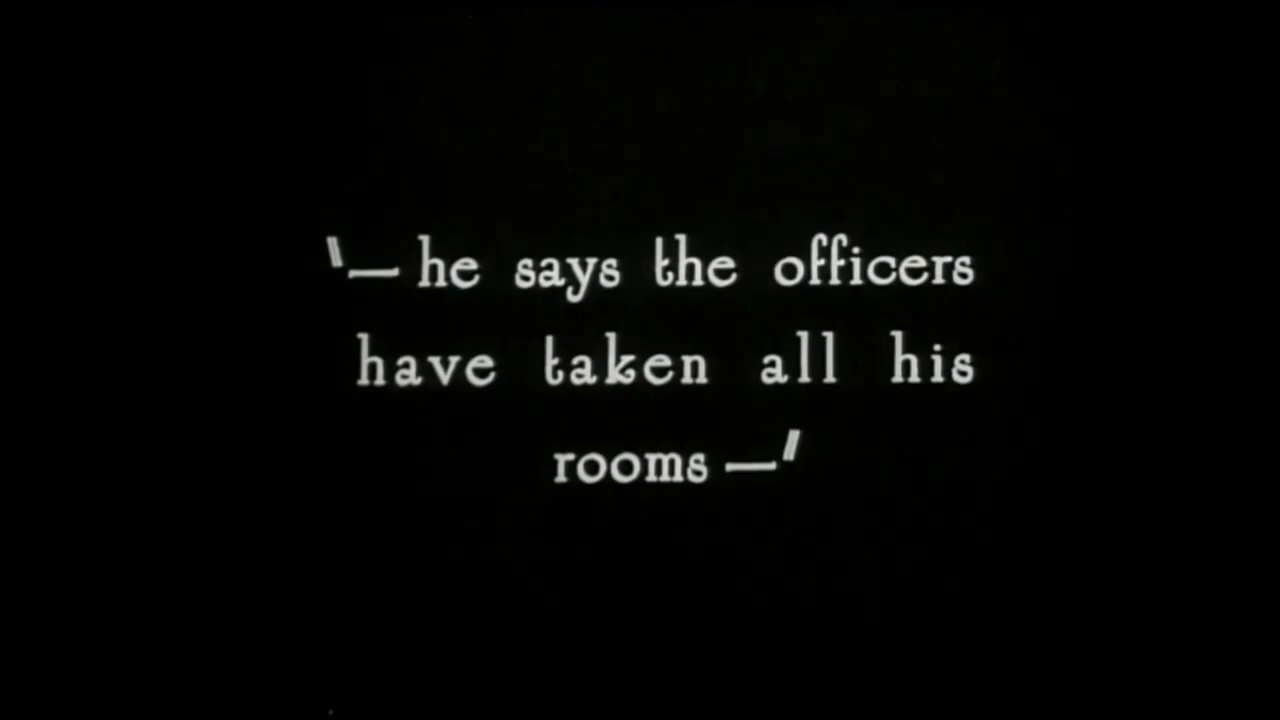 "— he says the officers
have taken all his
rooms —"